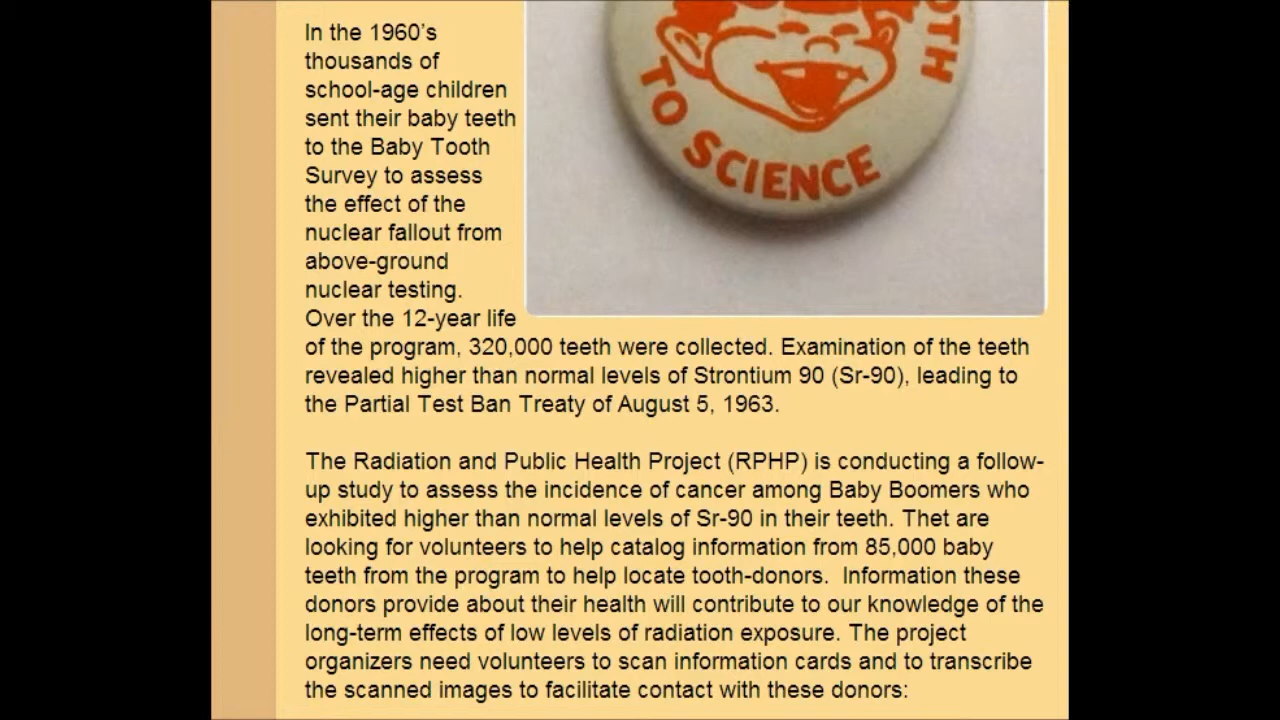 In the 1960’s
thousands of
school-age children
sent their baby teeth
to the Baby Tooth
Survey to assess
the effect of the
nuclear fallout from
above-ground
nuclear testing.
Over the 12-year life
of the program, 320,000 teeth were collected. Examination of the teeth
revealed higher than normal levels of Strontium 90 (Sr-90), leading to
the Partial Test Ban Treaty of August 5, 1963.
The Radiation and Public Health Project (RPHP) is conducting a follow-
up study to assess the incidence of cancer among Baby Boomers who
exhibited higher than normal levels of Sr-90 in their teeth. Thet are
looking for volunteers to help catalog information from 85,000 baby
teeth from the program to help locate tooth-donors.  Information these
donors provide about their health will contribute to our knowledge of the
long-term effects of low levels of radiation exposure. The project
organizers need volunteers to scan information cards and to transcribe
the scanned images to facilitate contact with these donors:
TO SCIENCE